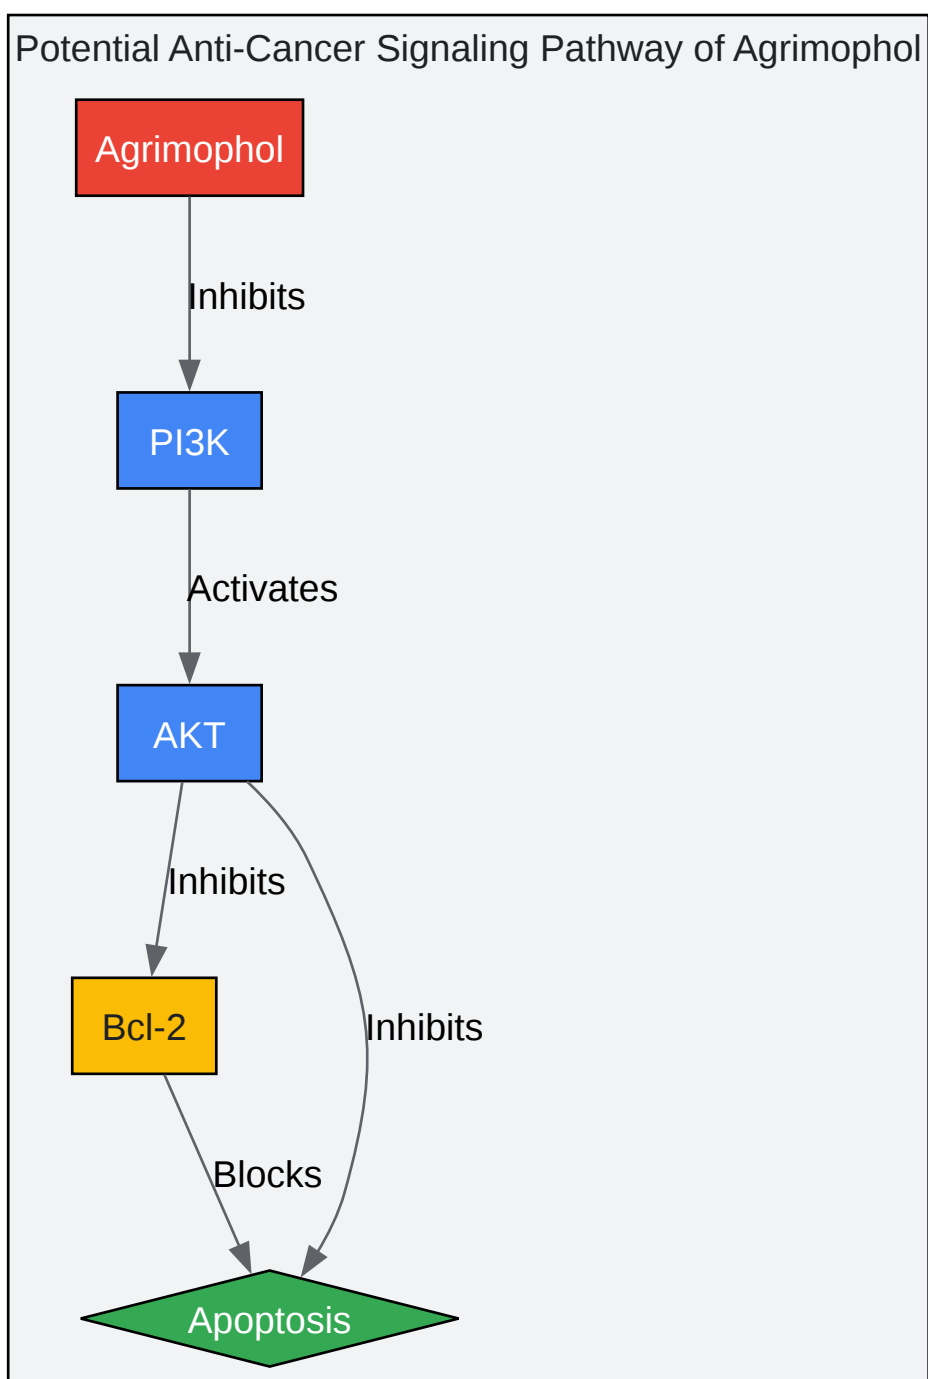 Potential Anti-Cancer Signaling Pathway of Agrimophol
Agrimophol
Inhibits
PI3K
Activates
AKT
Inhibits
Bcl-2
Inhibits
Blocks
Apoptosis